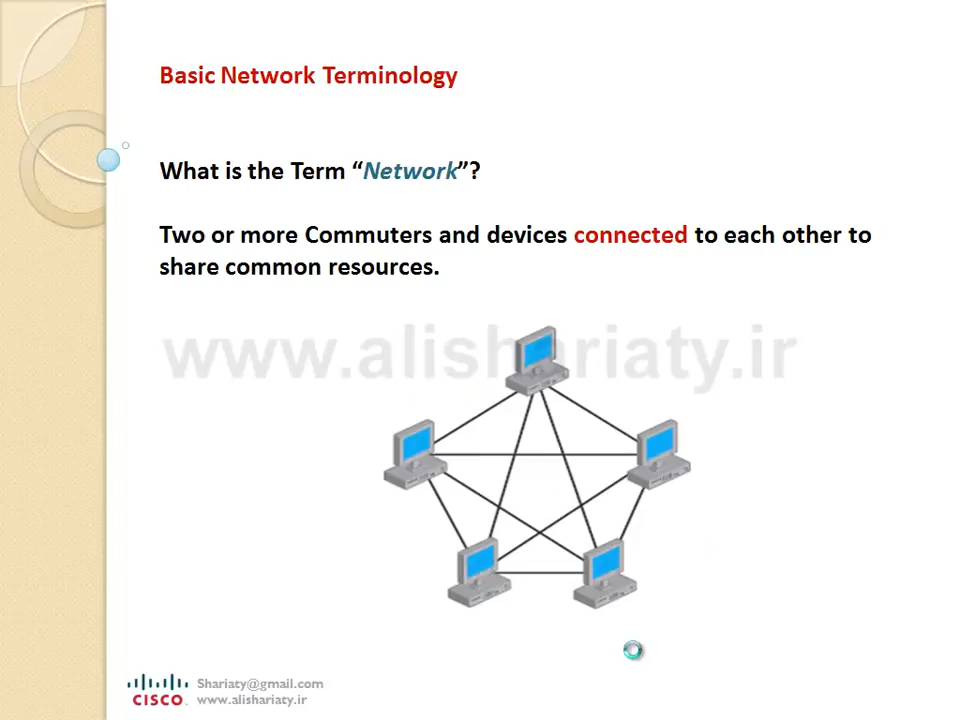 Basic Network Terminology
What is the Term “Network”?
Two or more Commuters and devices connected to each other to
share common resources.
www.alishariaty.ir
CISCO
Shariaty@gmail.com
www.alishariaty.ir